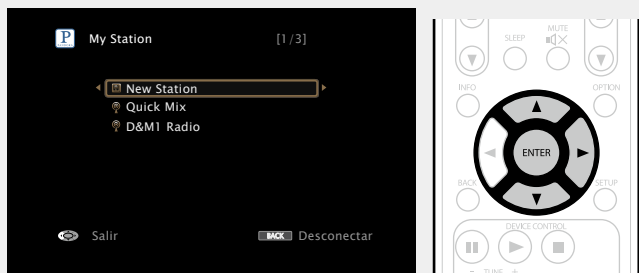 P
My Station [1/3]
New Station
Quick Mix
D&M1 Radio
Salir BACK Desconectar
MUTE
SLEEP
INFO OPTION
ENTER
BACK SETUP
DEVICE CONTROL
- TUNE +